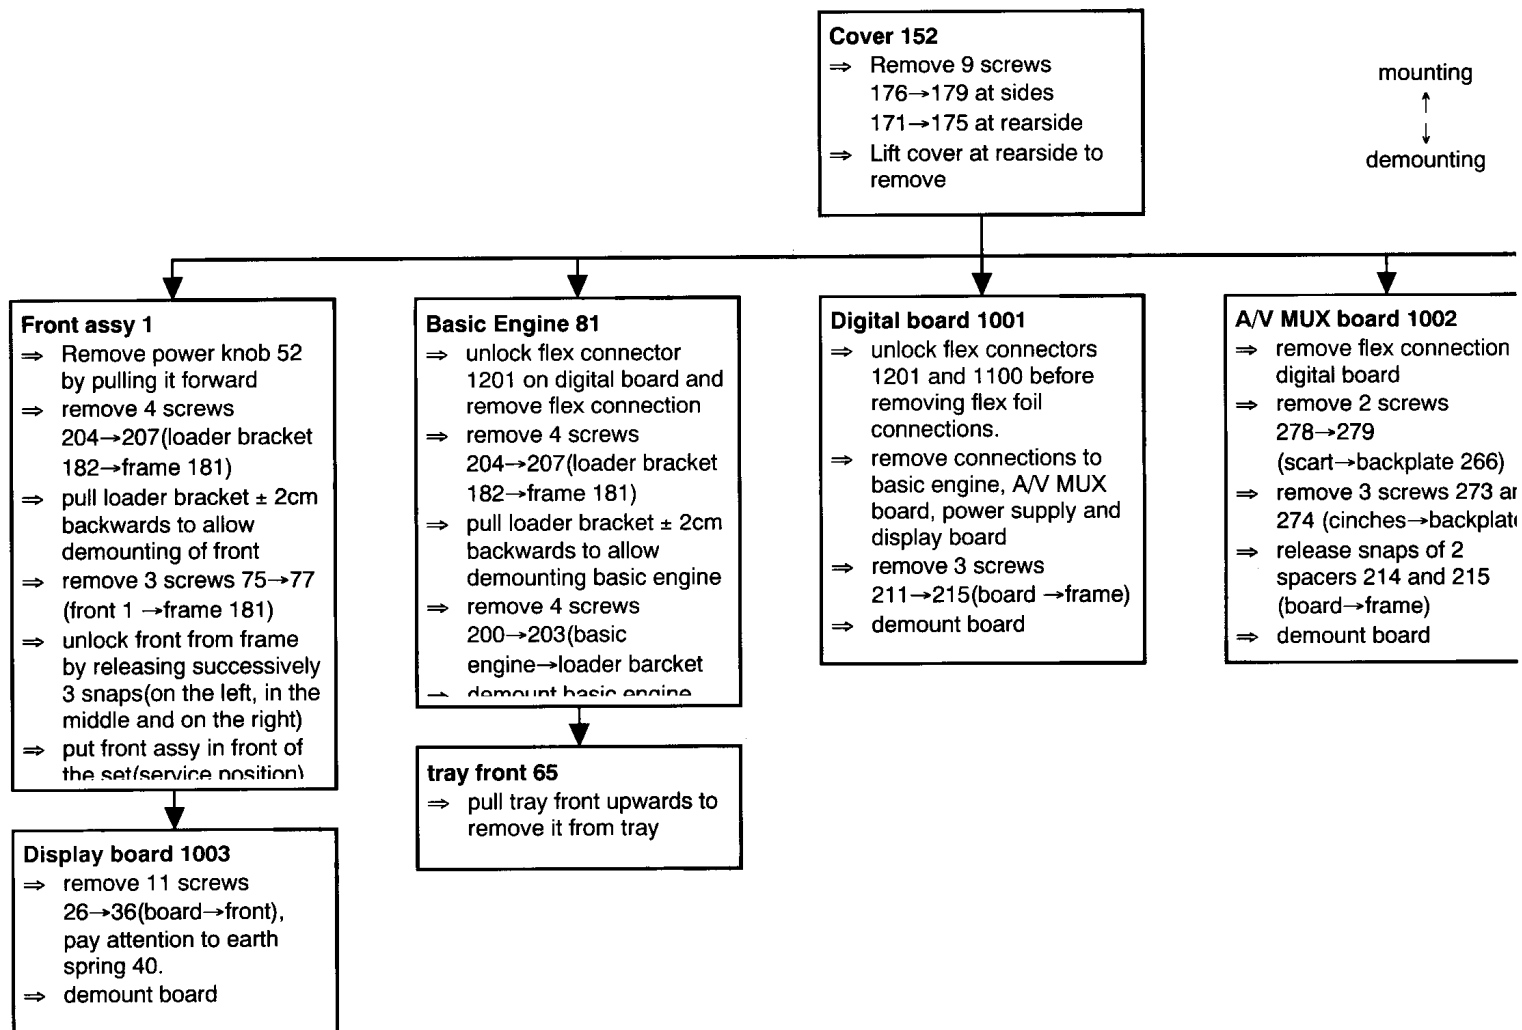 Cover 152
⇒ Remove 9 screws
176→179 at sides
171→175 at rearside
⇒ Lift cover at rearside to
remove
mounting
↑
↓
demounting
Front assy 1
⇒ Remove power knob 52
by pulling it forward
⇒ remove 4 screws
204→207(loader bracket
182→frame 181)
⇒ pull loader bracket ± 2cm
backwards to allow
demounting of front
⇒ remove 3 screws 75→77
(front 1 →frame 181)
⇒ unlock front from frame
by releasing successively
3 snaps(on the left, in the
middle and on the right)
⇒ put front assy in front of
the set(service position)
Display board 1003
⇒ remove 11 screws
26→36(board→front),
pay attention to earth
spring 40.
⇒ demount board
Basic Engine 81
⇒ unlock flex connector
1201 on digital board and
remove flex connection
⇒ remove 4 screws
204→207(loader bracket
182→frame 181)
⇒ pull loader bracket ± 2cm
backwards to allow
demounting basic engine
⇒ remove 4 screws
200→203(basic
engine→loader barcket
⇒ demount basic engine
tray front 65
⇒ pull tray front upwards to
remove it from tray
Digital board 1001
⇒ unlock flex connectors
1201 and 1100 before
removing flex foil
connections.
⇒ remove connections to
basic engine, A/V MUX
board, power supply and
display board
⇒ remove 3 screws
211→215(board →frame)
⇒ demount board
A/V MUX board 1002
⇒ remove flex connection
digital board
⇒ remove 2 screws
278→279
(scart→backplate 266)
⇒ remove 3 screws 273
274 (cinches→backplate
⇒ release snaps of 2
spacers 214 and 215
(board→frame)
⇒ demount board